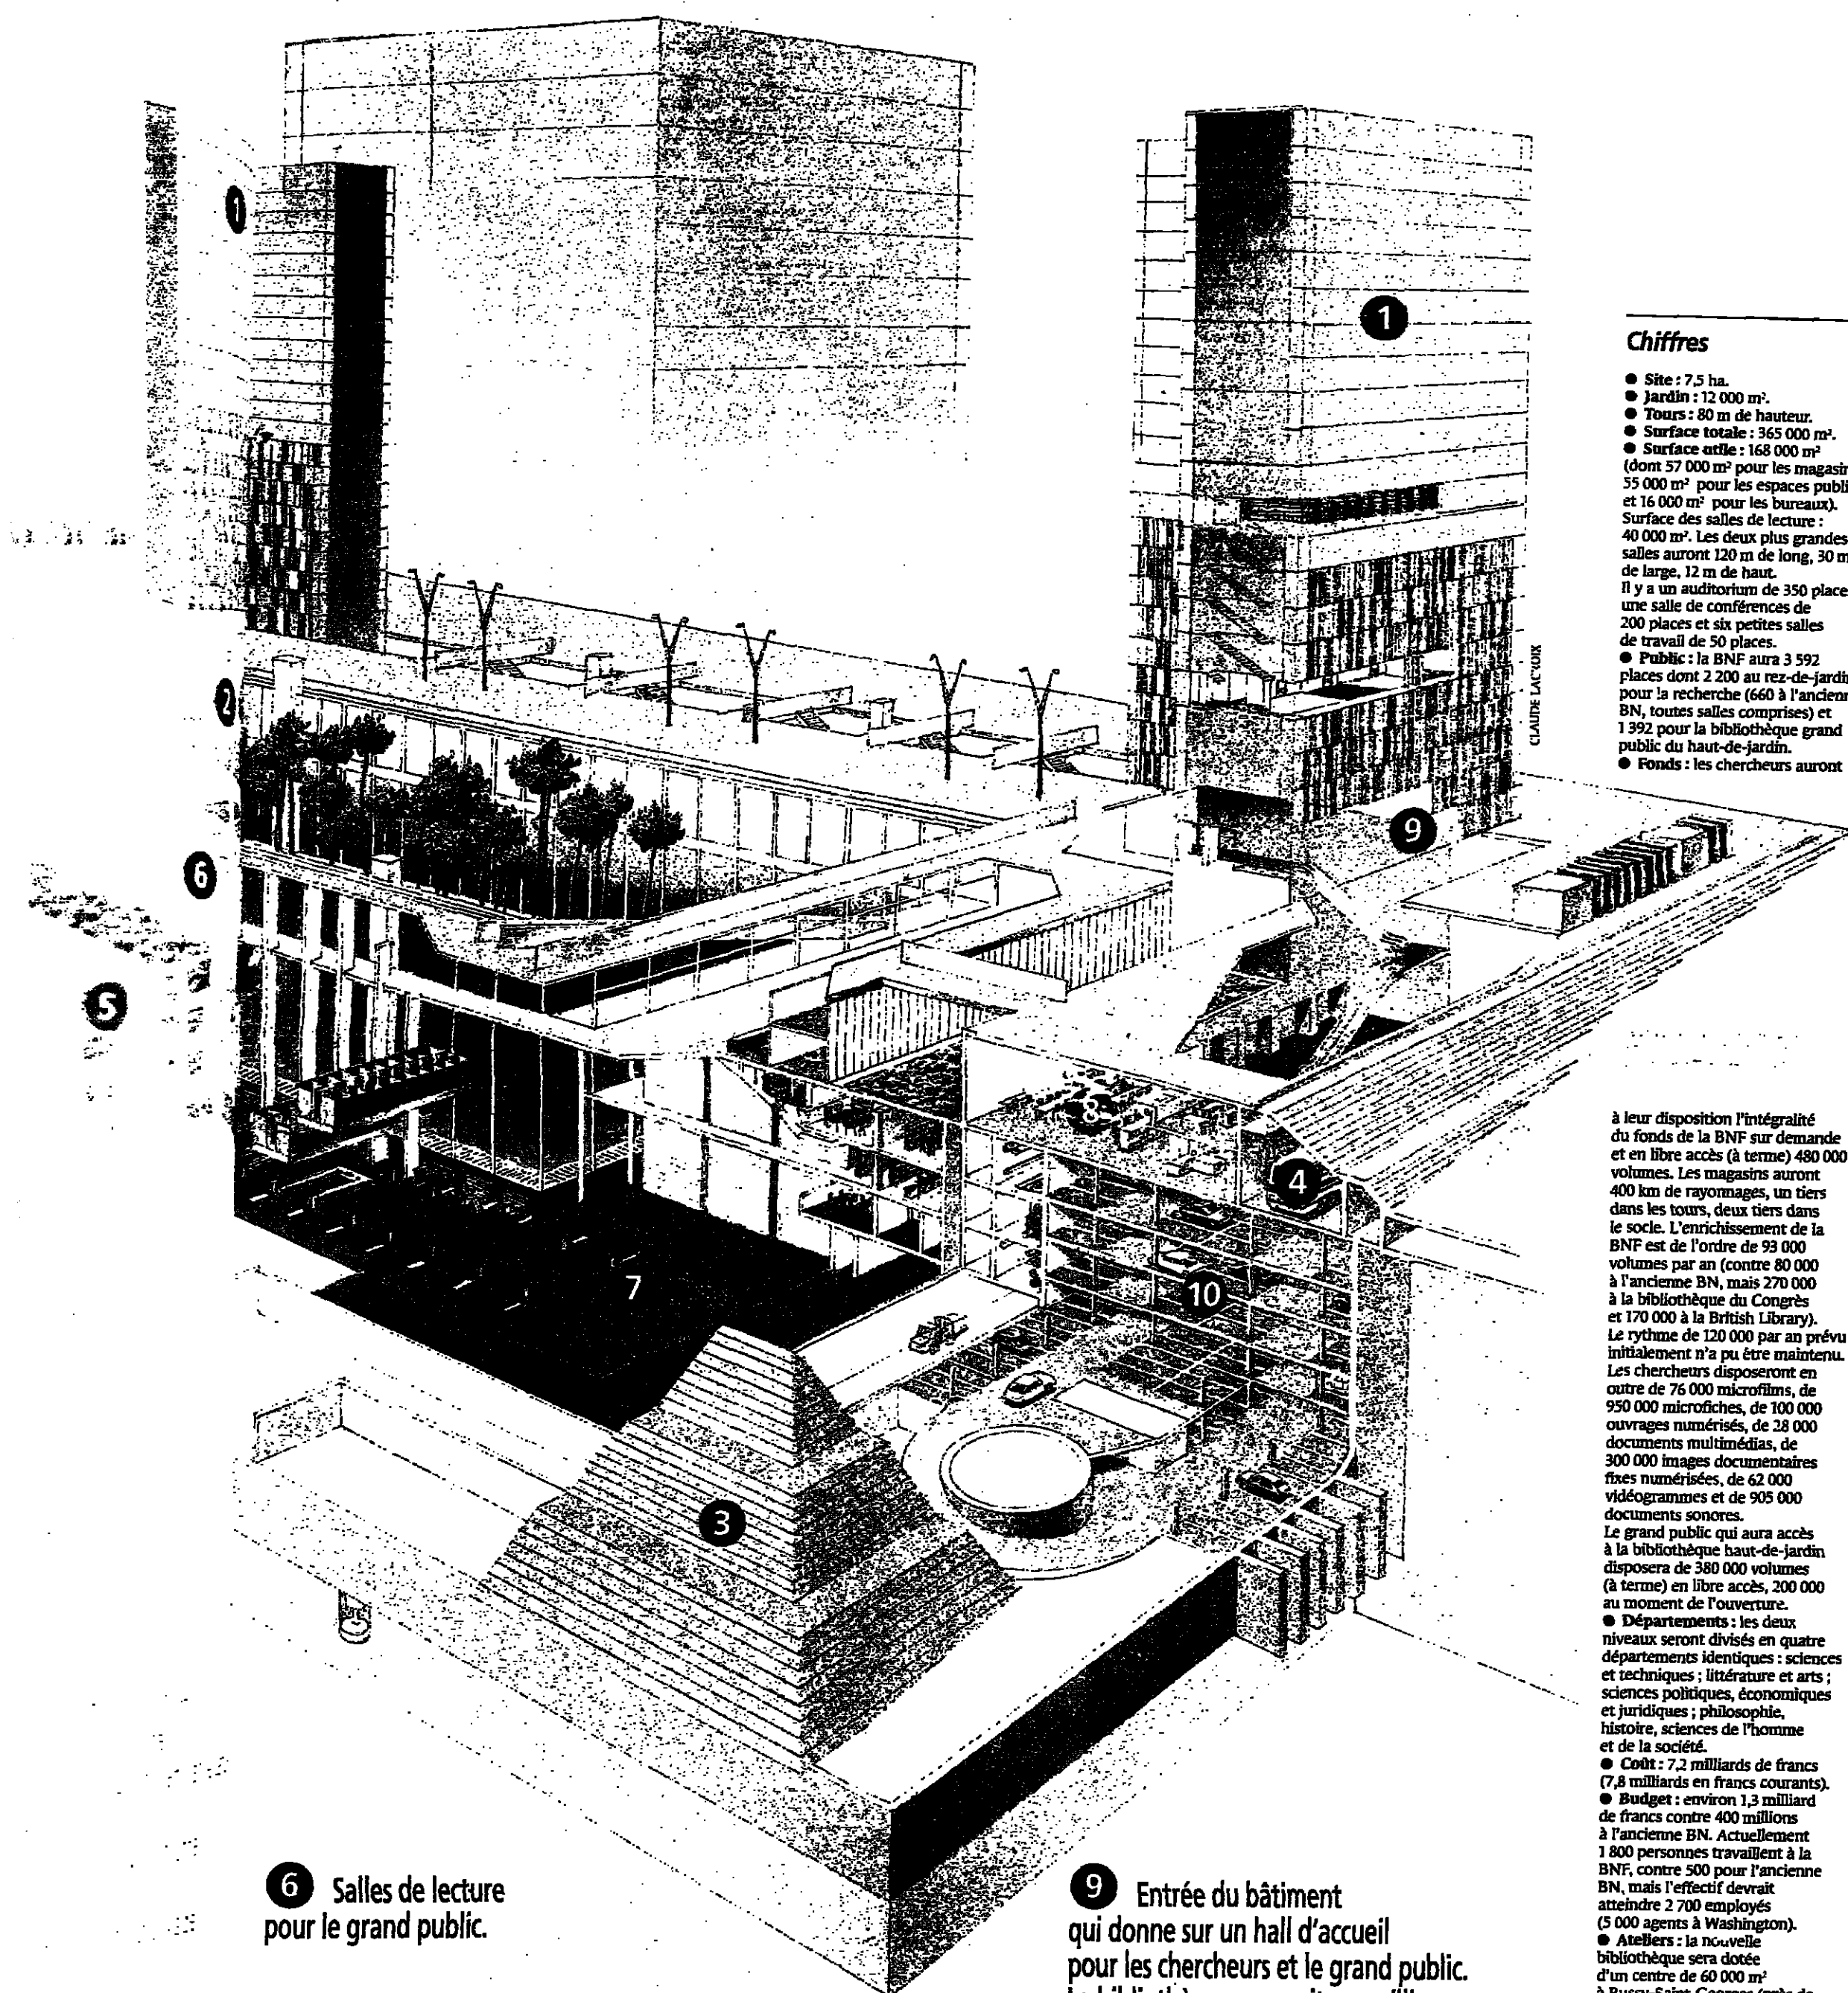 1
1
2
6
5
9
8
4
7
10
3
CLAUDE LACROIX
6 Salles de lecture
pour le grand public.
9 Entrée du bâtiment
qui donne sur un hall d'accueil
pour les chercheurs et le grand public.
Chiffres
● Site : 7,5 ha.
● Jardin : 12 000 m².
● Tours : 80 m de hauteur.
● Surface totale : 365 000 m².
● Surface utile : 168 000 m²
(dont 57 000 m² pour les
55 000 m² pour les espaces
et 16 000 m² pour les bureaux).
Surface des salles de lecture :
40 000 m². Les deux plus grandes
salles auront 120 m de long, 30 m
de large, 12 m de haut.
Il y a un auditorium de 350
une salle de conférences de
200 places et six petites salles
de travail de 50 places.
● Public : la BNF aura 3 592
places dont 2 200 au rez-de-jardin
pour la recherche (660 à
BN, toutes salles comprises) et
1 392 pour la bibliothèque grand
public du haut-de-jardin.
● Fonds : les chercheurs auront
à leur disposition l'intégralité
du fonds de la BNF sur demande
et en libre accès (à terme) 480 000
volumes. Les magasins auront
400 km de rayonnages, un tiers
dans les tours, deux tiers dans
le socle. L'enrichissement de la
BNF est de l'ordre de 93 000
volumes par an (contre 80 000
à l'ancienne BN, mais 270 000
à la bibliothèque du Congrès
et 170 000 à la British Library).
Le rythme de 120 000 par an prévu
initialement n'a pu être maintenu.
Les chercheurs disposeront en
outre de 76 000 microfilms, de
950 000 microfiches, de 100 000
ouvrages numérisés, de 28 000
documents multimédias, de
300 000 images documentaires
fixes numérisées, de 62 000
vidéogrammes et de 905 000
documents sonores.
Le grand public qui aura accès
à la bibliothèque haut-de-jardin
disposera de 380 000 volumes
(à terme) en libre accès, 200 000
au moment de l'ouverture.
● Départements : les deux
niveaux seront divisés en quatre
départements identiques : sciences
et techniques ; littérature et arts ;
sciences politiques, économiques
et juridiques ; philosophie,
histoire, sciences de l'homme
et de la société.
● Coût : 7,2 milliards de francs
(7,8 milliards en francs courants).
● Budget : environ 1,3 milliard
de francs contre 400 millions
à l'ancienne BN. Actuellement
1 800 personnes travaillent à la
BNF, contre 500 pour l'ancienne
BN, mais l'effectif devrait
atteindre 2 700 employés
(5 000 agents à Washington).
● Ateliers : la nouvelle
bibliothèque sera dotée
d'un centre de 60 000 m²